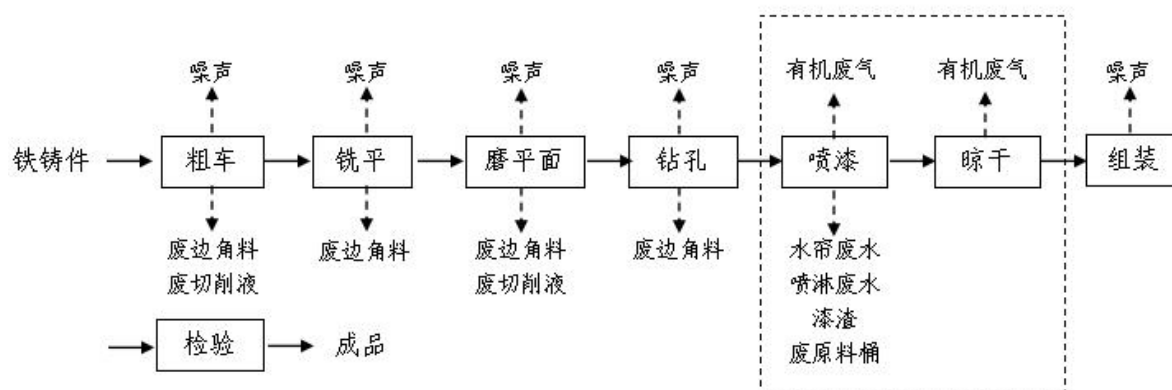 噪声 噪声 噪声 噪声 有机废气 有机废气 噪声
铁铸件 粗车 铣平 磨平面 钻孔 喷漆 晾干 组装
废边角料 废边角料 废边角料 废边角料 水帘废水
废切削液 废切削液 喷淋废水
漆渣
检验 成品 废原料桶